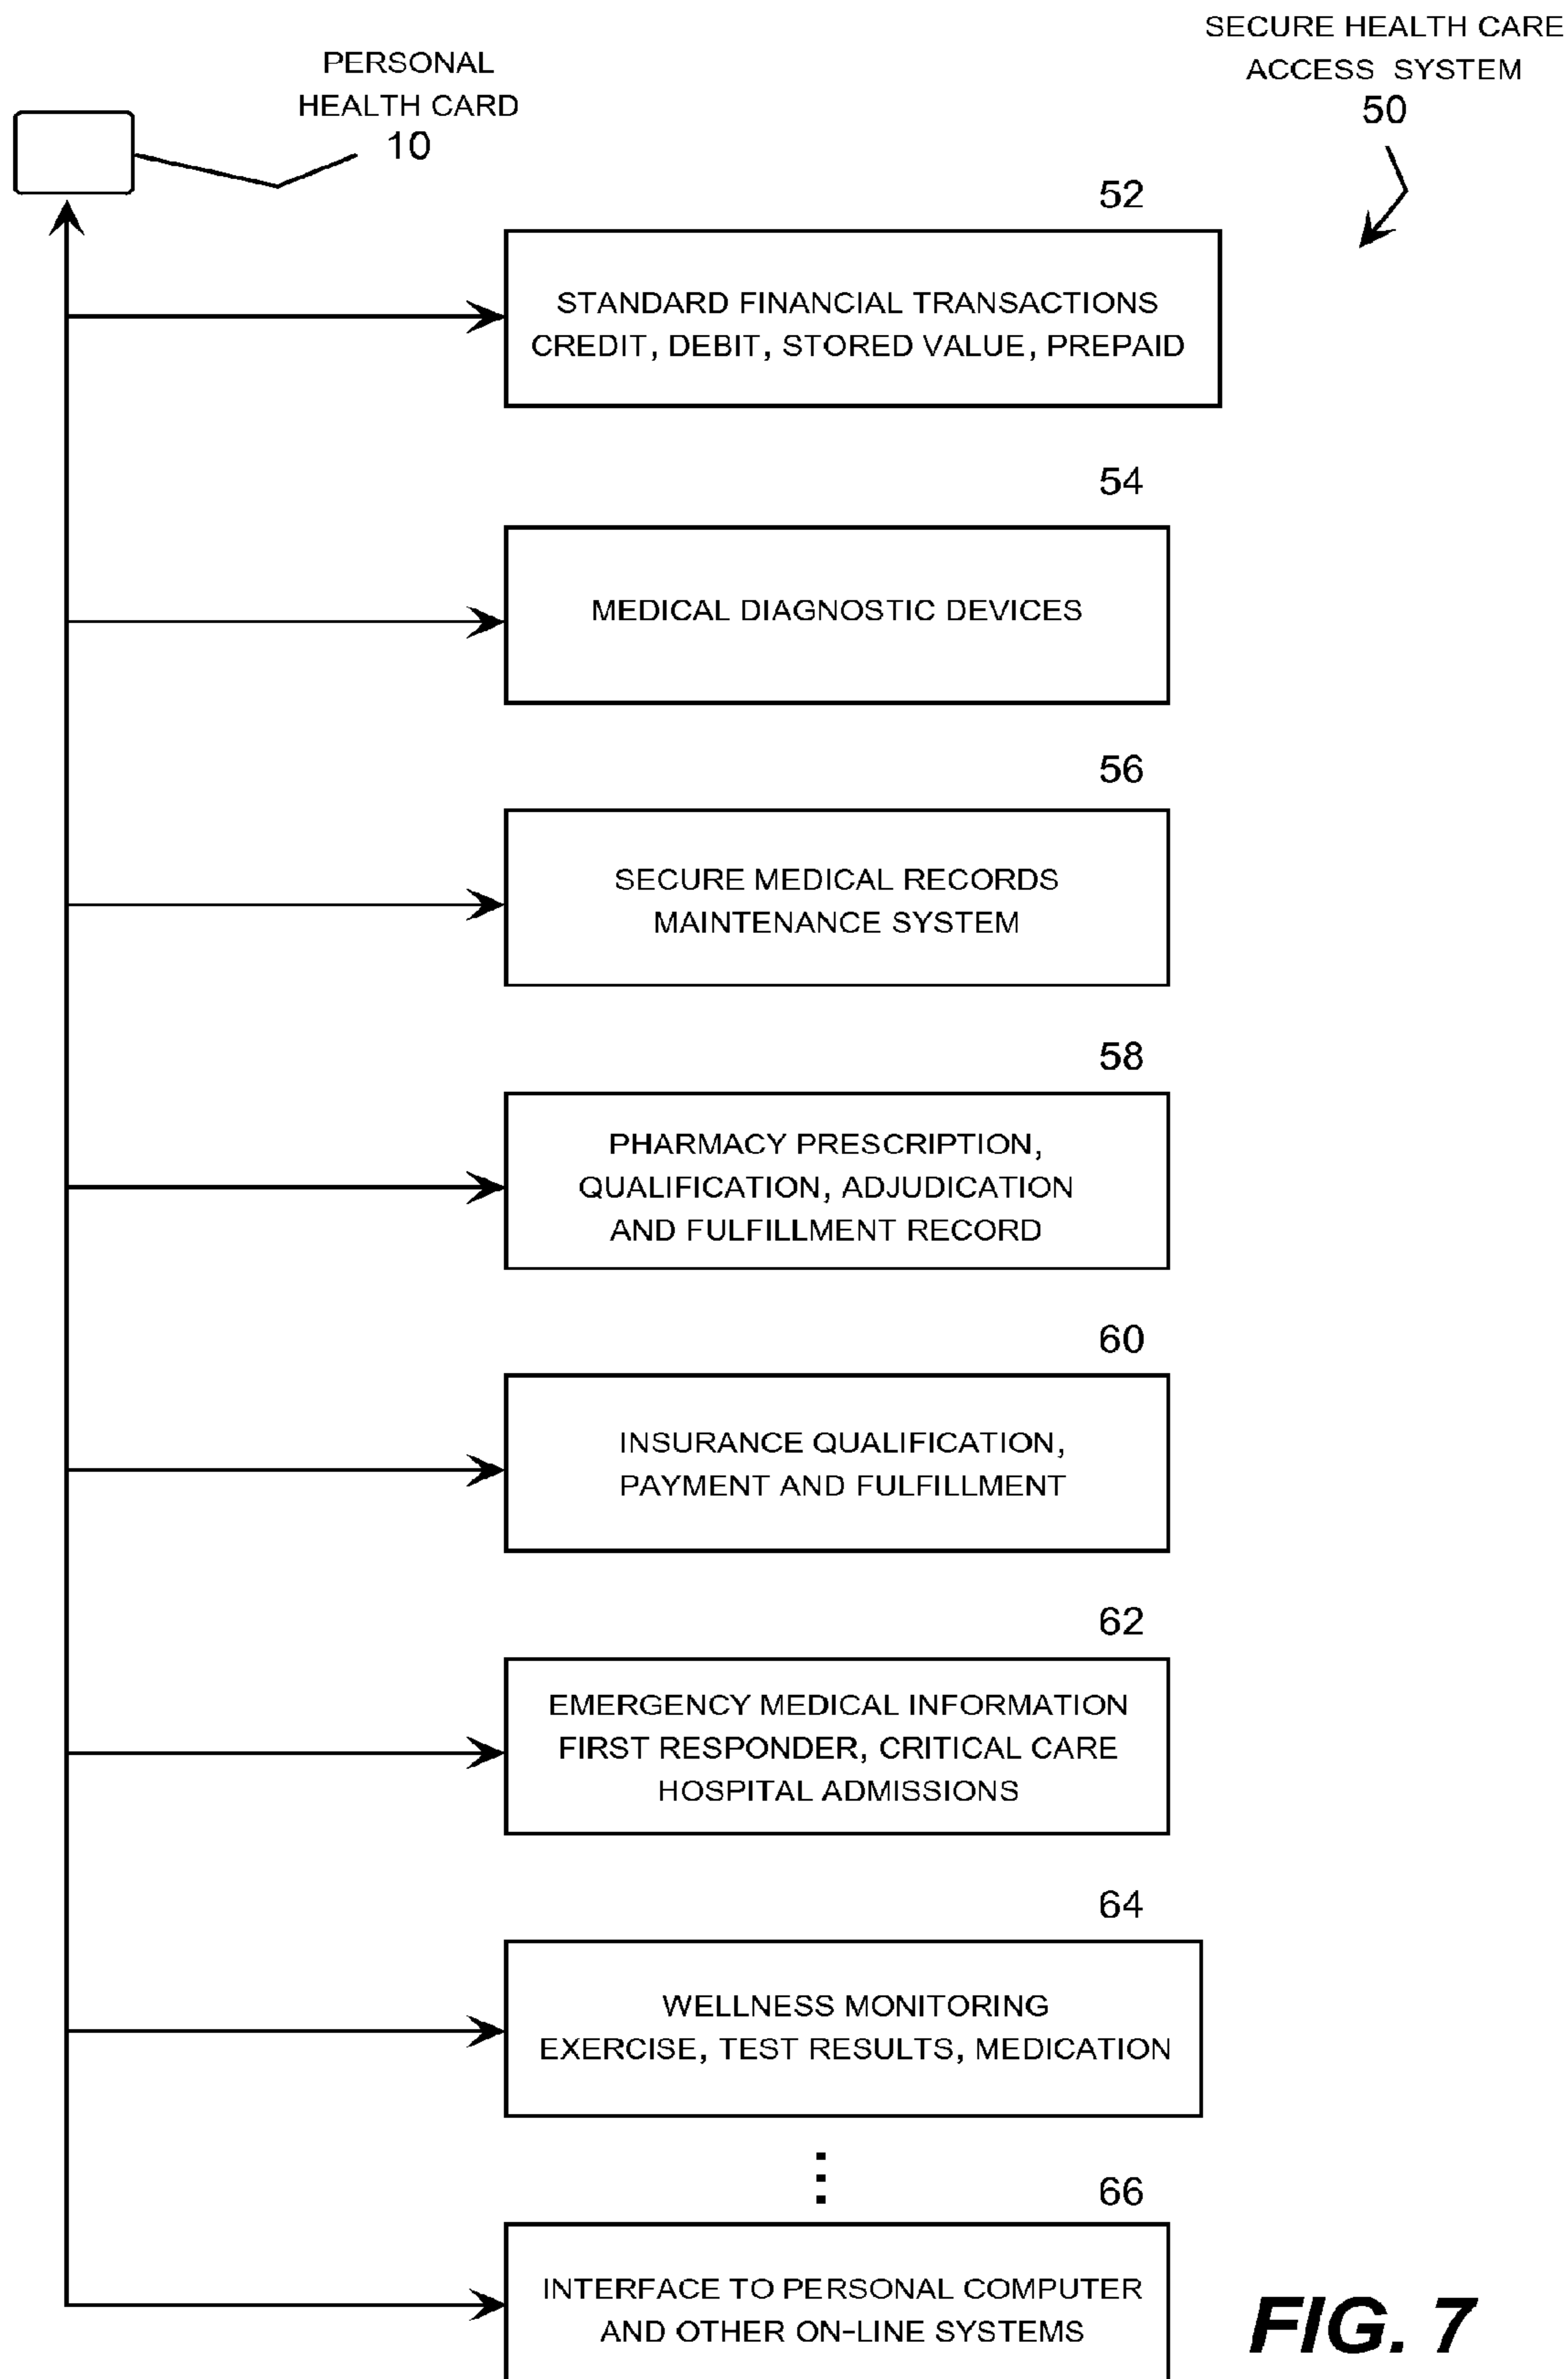 SECURE HEALTH CARE
ACCESS SYSTEM
50
PERSONAL
HEALTH CARD
10
52
STANDARD FINANCIAL TRANSACTIONS
CREDIT, DEBIT, STORED VALUE, PREPAID
54
MEDICAL DIAGNOSTIC DEVICES
56
SECURE MEDICAL RECORDS
MAINTENANCE SYSTEM
58
PHARMACY PRESCRIPTION,
QUALIFICATION, ADJUDICATION
AND FULFILLMENT RECORD
60
INSURANCE QUALIFICATION,
PAYMENT AND FULFILLMENT
62
EMERGENCY MEDICAL INFORMATION
FIRST RESPONDER, CRITICAL CARE
HOSPITAL ADMISSIONS
64
WELLNESS MONITORING
EXERCISE, TEST RESULTS, MEDICATION
66
INTERFACE TO PERSONAL COMPUTER
AND OTHER ON-LINE SYSTEMS
FIG. 7